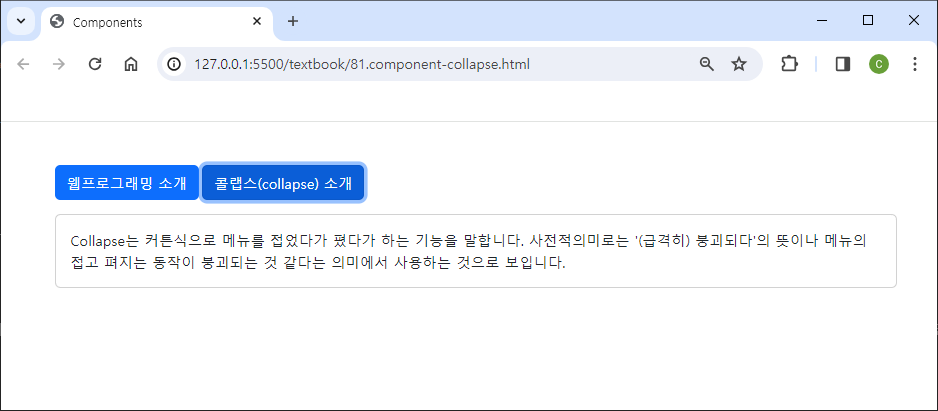 Components
127.0.0.1:5500/textbook/81.component-collapse.html
C
웹프로그래밍 소개
콜랩스(collapse) 소개
Collapse는 커튼식으로 메뉴를 접었다가 폈다가 하는 기능을 말합니다. 사전적의미로는 '(급격히) 붕괴되다'의 뜻이나 메뉴의
접고 펴지는 동작이 붕괴되는 것 같다는 의미에서 사용하는 것으로 보입니다.